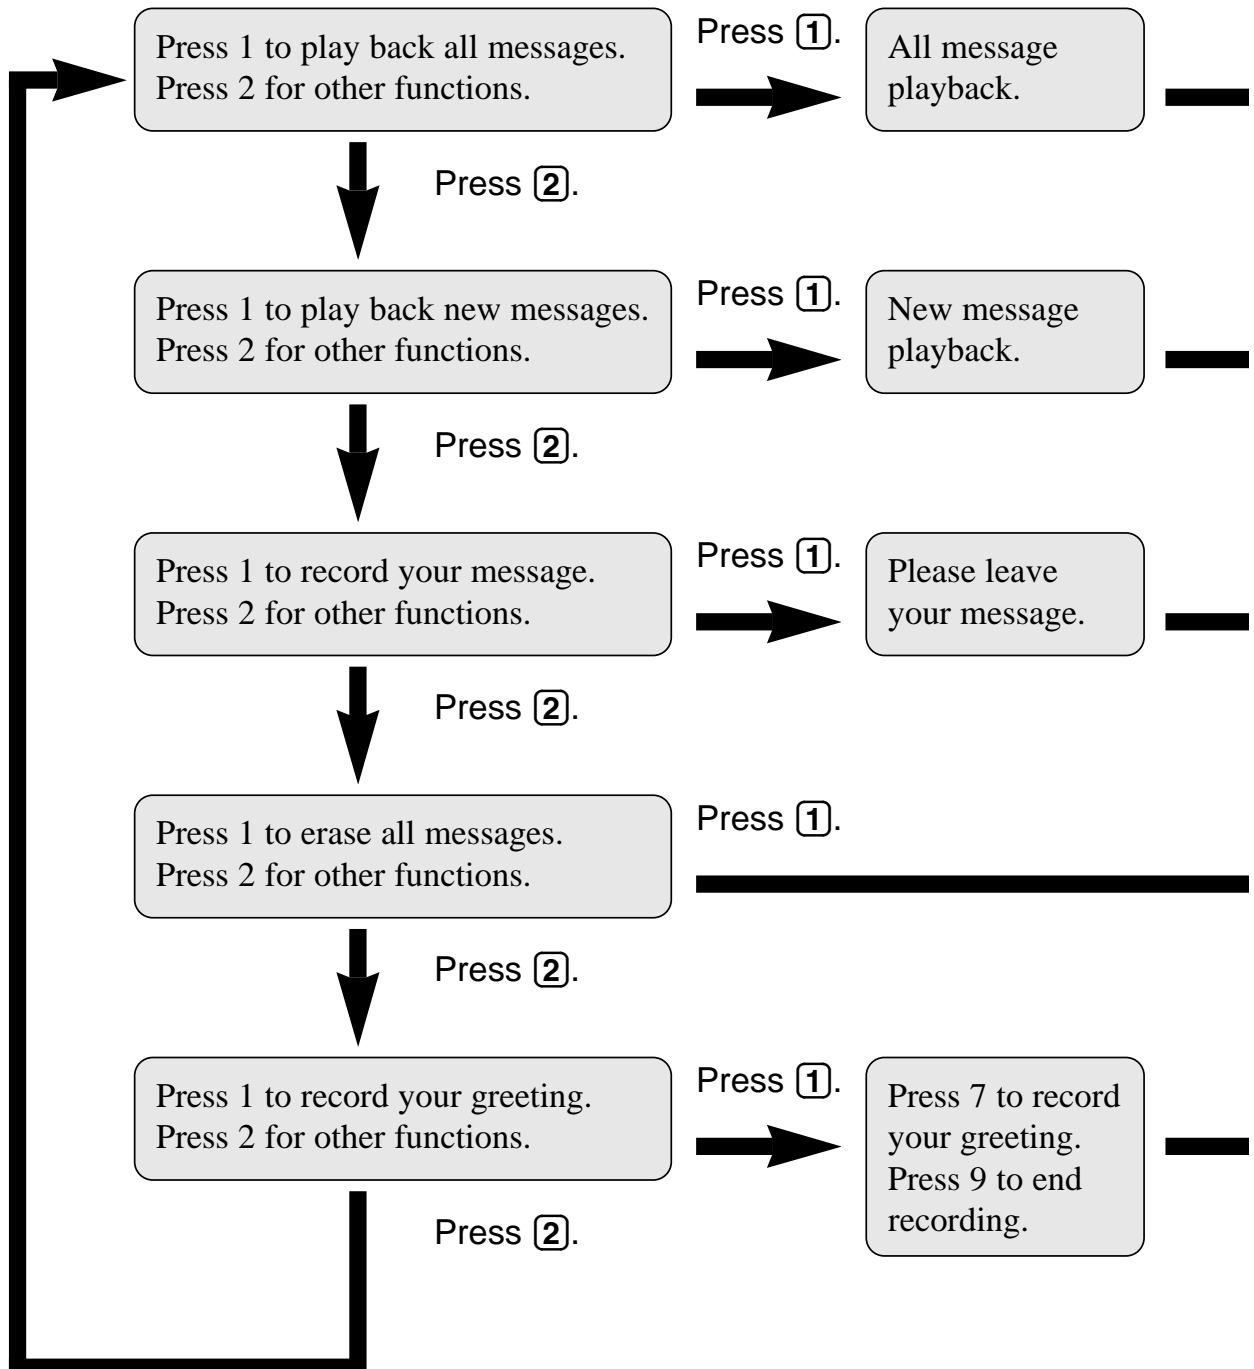 Press 1 to play back all messages.
Press 2 for other functions.
Press 1.
All message
playback.
Press 2.
Press 1 to play back new messages.
Press 2 for other functions.
Press 1.
New message
playback.
Press 2.
Press 1 to record your message.
Press 2 for other functions.
Press 1.
Please leave
your message.
Press 2.
Press 1 to erase all messages.
Press 2 for other functions.
Press 1.
Press 2.
Press 1 to record your greeting.
Press 2 for other functions.
Press 1.
Press 7 to record
your greeting.
Press 9 to end
recording.
Press 2.